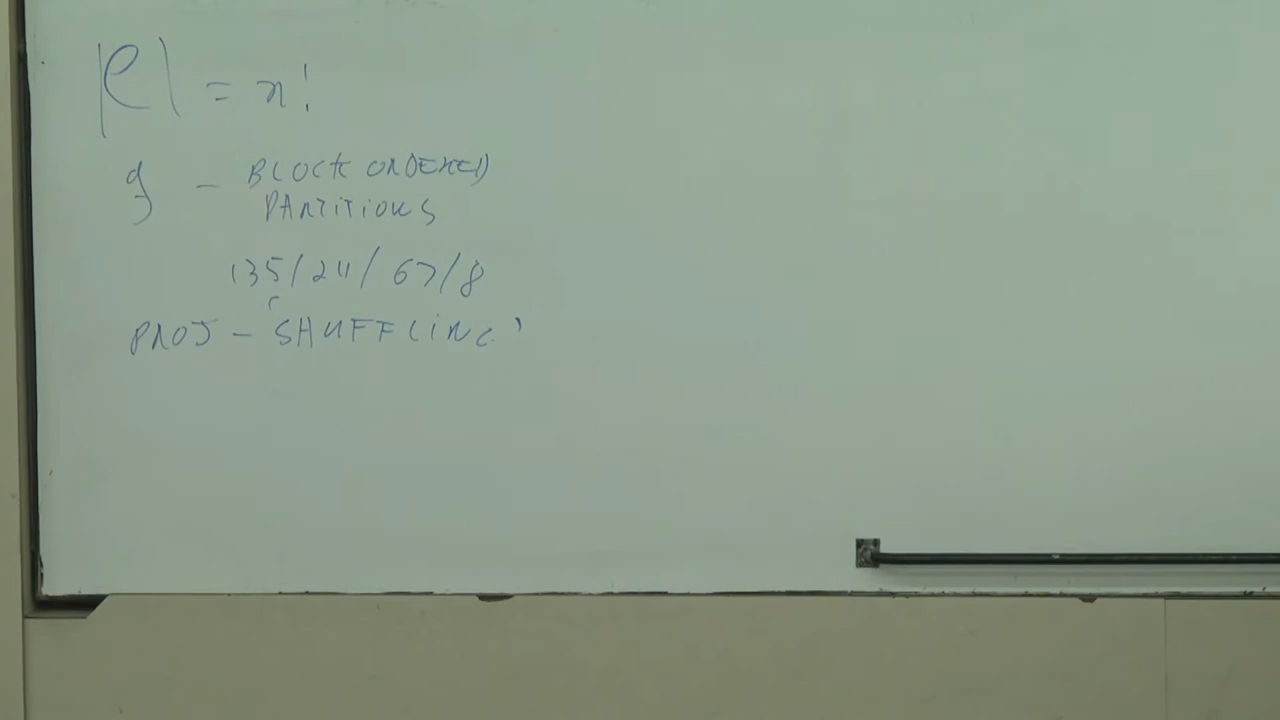 |C| = n!
F - BLOCK ORDERED
PARTITIONS
135/24/67/8
PROJ - 'SHUFFLING'